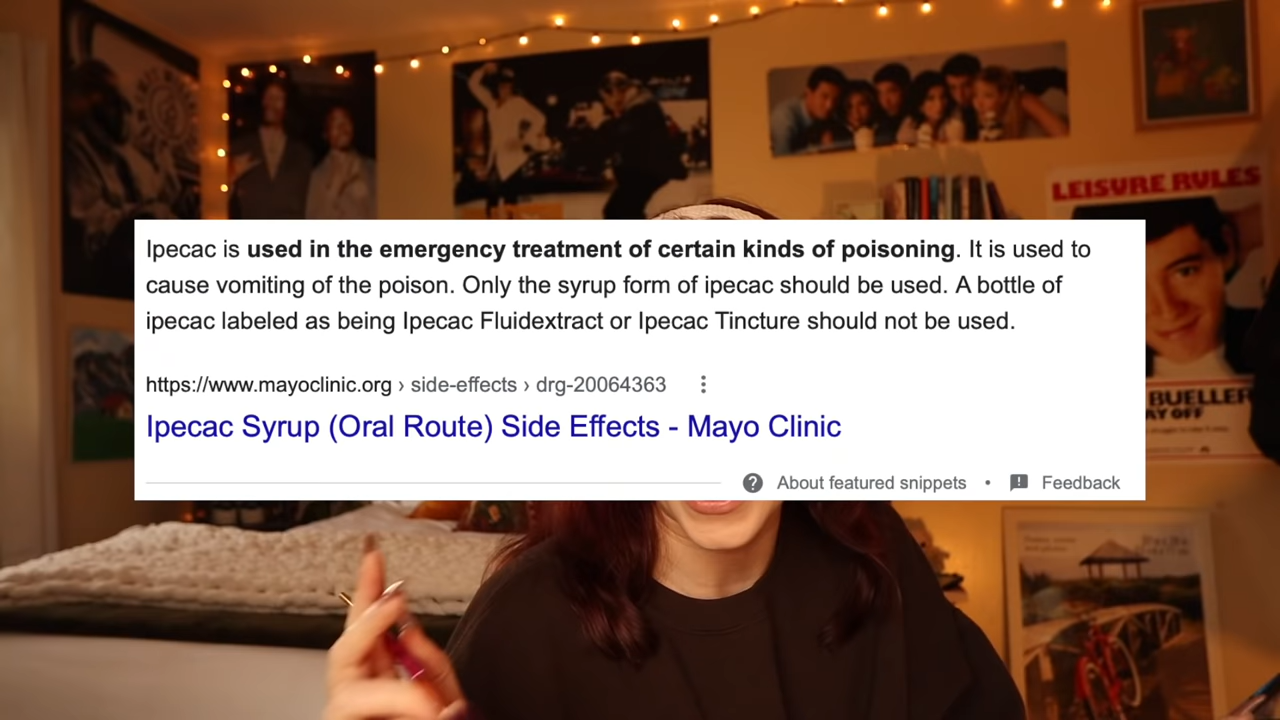 LEISURE RULES
Ipecac is used in the emergency treatment of certain kinds of poisoning. It is used to
cause vomiting of the poison. Only the syrup form of ipecac should be used. A bottle of
ipecac labeled as being Ipecac Fluidextract or Ipecac Tincture should not be used.
https://www.mayoclinic.org › side-effects › drg-20064363
Ipecac Syrup (Oral Route) Side Effects - Mayo Clinic
About featured snippets • Feedback
BUELLER
AY OFF